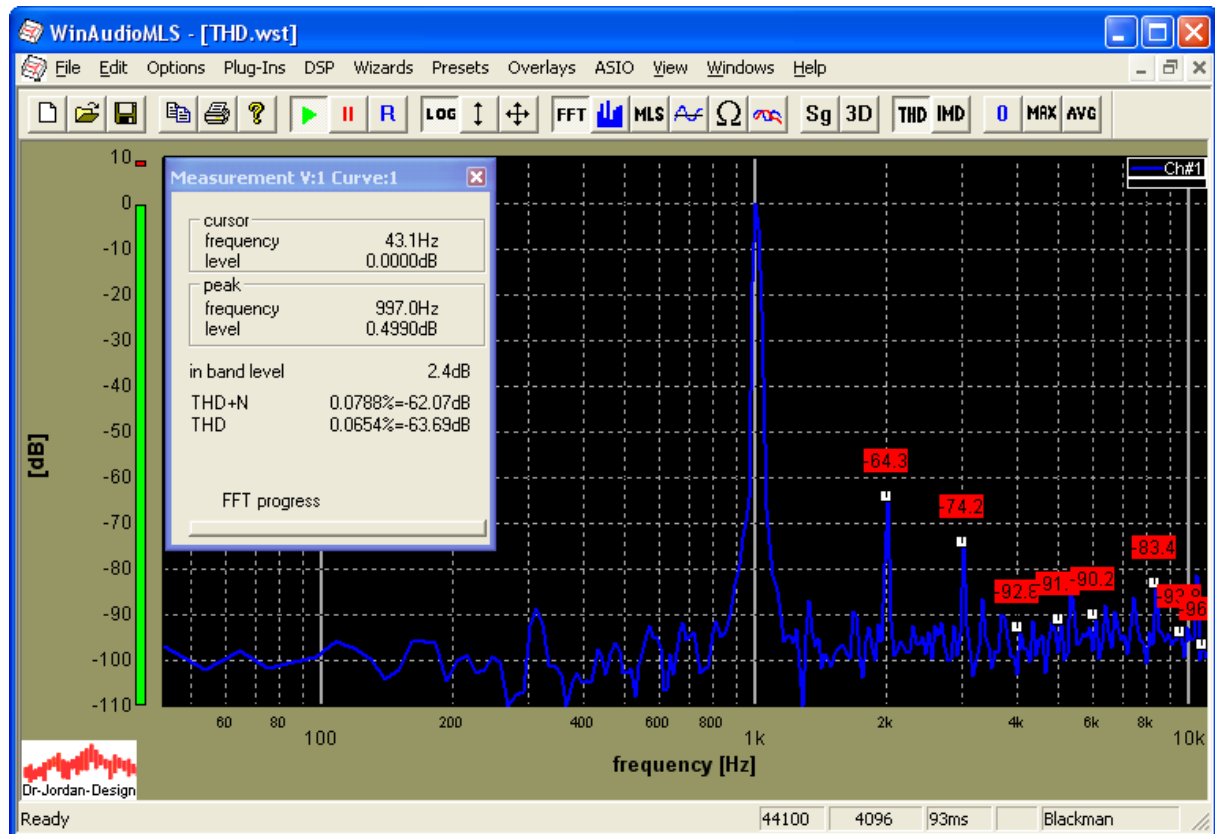 WinAudioMLS - [THD.wst]
File Edit Options Plug-Ins DSP Wizards Presets Overlays ASIO View Windows Help
R LOG FFT MLS Ω Sg 3D THD IMD 0 MAX AVG
Measurement V:1 Curve:1
cursor
frequency 43.1Hz
level 0.0000dB
peak
frequency 997.0Hz
level 0.4990dB
in band level 2.4dB
THD+N 0.0788%=-62.07dB
THD 0.0654%=-63.69dB
FFT progress
Ch#1
10
0
-10
-20
-30
-40
-50
-60
-70
-80
-90
-100
-110
[dB]
-64.3
-74.2
-92.8
-91.
-90.2
-83.4
-93.8
-96
60 80 200 400 600 800 2k 4k 6k 8k
100 1k 10k
frequency [Hz]
Dr-Jordan-Design
Ready 44100 4096 93ms Blackman